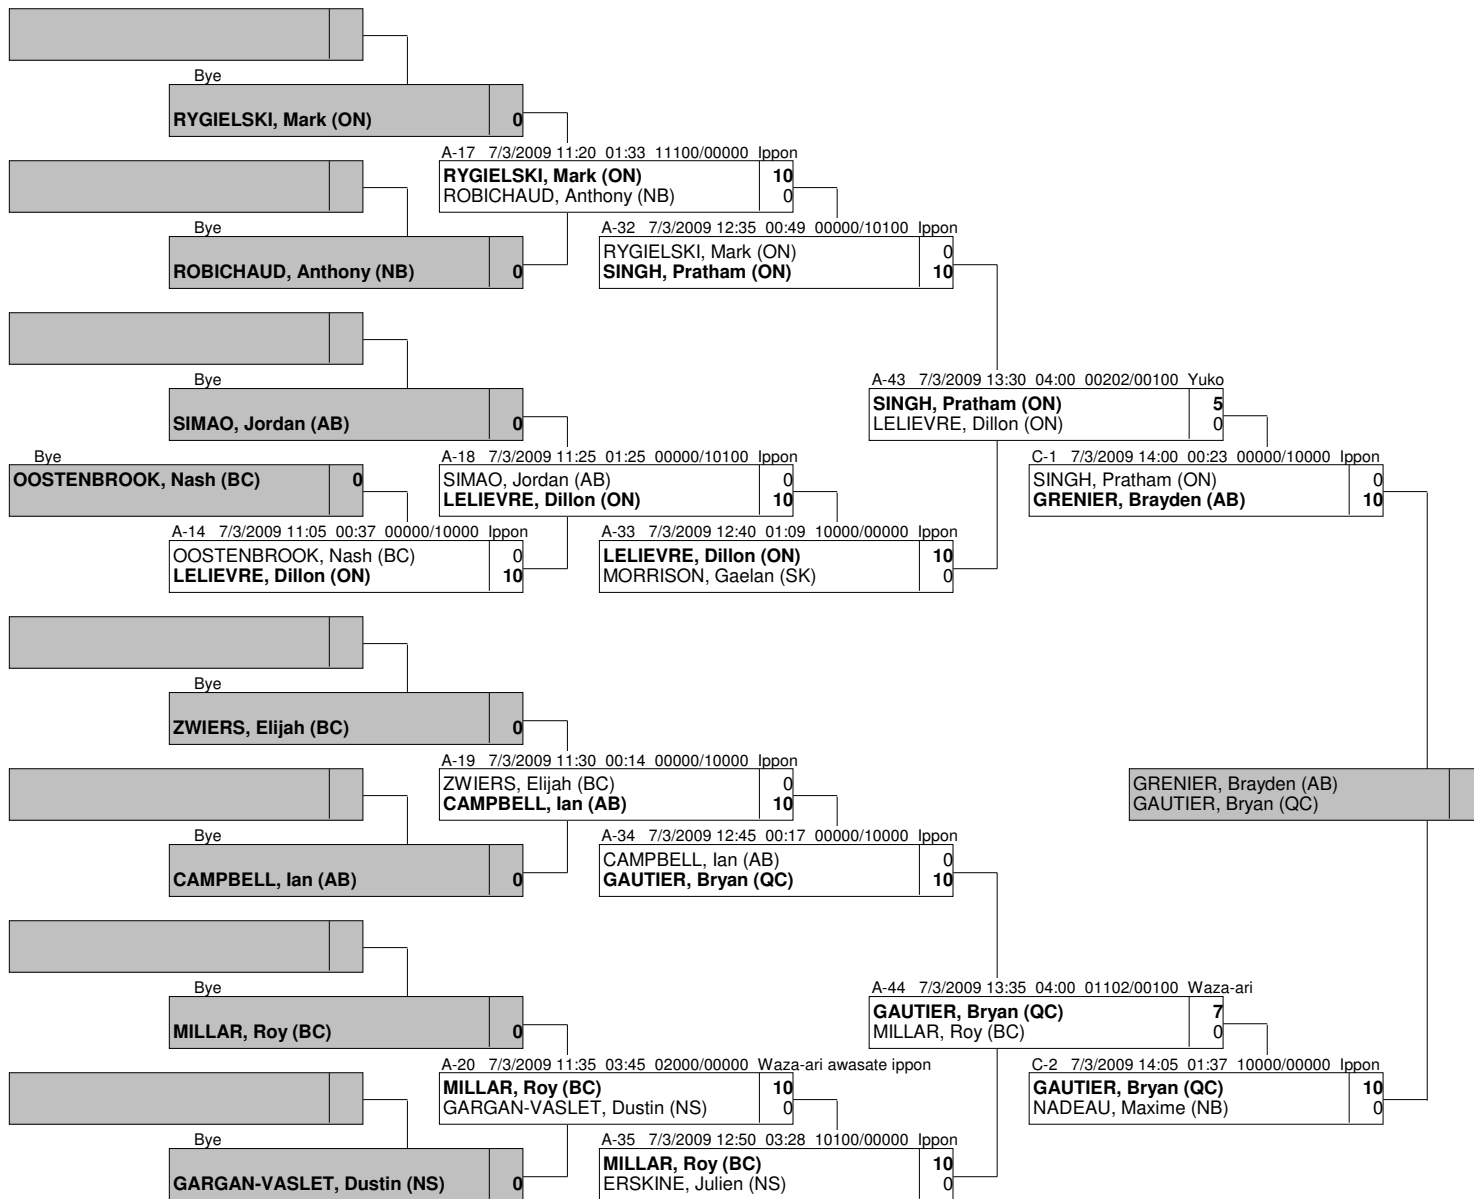 Bye
RYGIELSKI, Mark (ON) 0
A-17 7/3/2009 11:20 01:33 11100/00000 Ippon
RYGIELSKI, Mark (ON) 10
ROBICHAUD, Anthony (NB) 0
Bye
ROBICHAUD, Anthony (NB) 0
A-32 7/3/2009 12:35 00:49 00000/10100 Ippon
RYGIELSKI, Mark (ON) 0
SINGH, Pratham (ON) 10
Bye
SIMAO, Jordan (AB) 0
A-43 7/3/2009 13:30 04:00 00202/00100 Yuko
SINGH, Pratham (ON) 5
LELIEVRE, Dillon (ON) 0
Bye
OOSTENBROOK, Nash (BC) 0
A-18 7/3/2009 11:25 01:25 00000/10100 Ippon
SIMAO, Jordan (AB) 0
LELIEVRE, Dillon (ON) 10
C-1 7/3/2009 14:00 00:23 00000/10000 Ippon
SINGH, Pratham (ON) 0
GRENIER, Brayden (AB) 10
A-14 7/3/2009 11:05 00:37 00000/10000 Ippon
OOSTENBROOK, Nash (BC) 0
LELIEVRE, Dillon (ON) 10
A-33 7/3/2009 12:40 01:09 10000/00000 Ippon
LELIEVRE, Dillon (ON) 10
MORRISON, Gaelan (SK) 0
Bye
ZWIERS, Elijah (BC) 0
A-19 7/3/2009 11:30 00:14 00000/10000 Ippon
ZWIERS, Elijah (BC) 0
CAMPBELL, Ian (AB) 10
GRENIER, Brayden (AB)
GAUTIER, Bryan (QC)
Bye
CAMPBELL, Ian (AB) 0
A-34 7/3/2009 12:45 00:17 00000/10000 Ippon
CAMPBELL, Ian (AB) 0
GAUTIER, Bryan (QC) 10
Bye
MILLAR, Roy (BC) 0
A-44 7/3/2009 13:35 04:00 01102/00100 Waza-ari
GAUTIER, Bryan (QC) 7
MILLAR, Roy (BC) 0
A-20 7/3/2009 11:35 03:45 02000/00000 Waza-ari awasate ippon
MILLAR, Roy (BC) 10
GARGAN-VASLET, Dustin (NS) 0
C-2 7/3/2009 14:05 01:37 10000/00000 Ippon
GAUTIER, Bryan (QC) 10
NADEAU, Maxime (NB) 0
Bye
GARGAN-VASLET, Dustin (NS) 0
A-35 7/3/2009 12:50 03:28 10100/00000 Ippon
MILLAR, Roy (BC) 10
ERSKINE, Julien (NS) 0